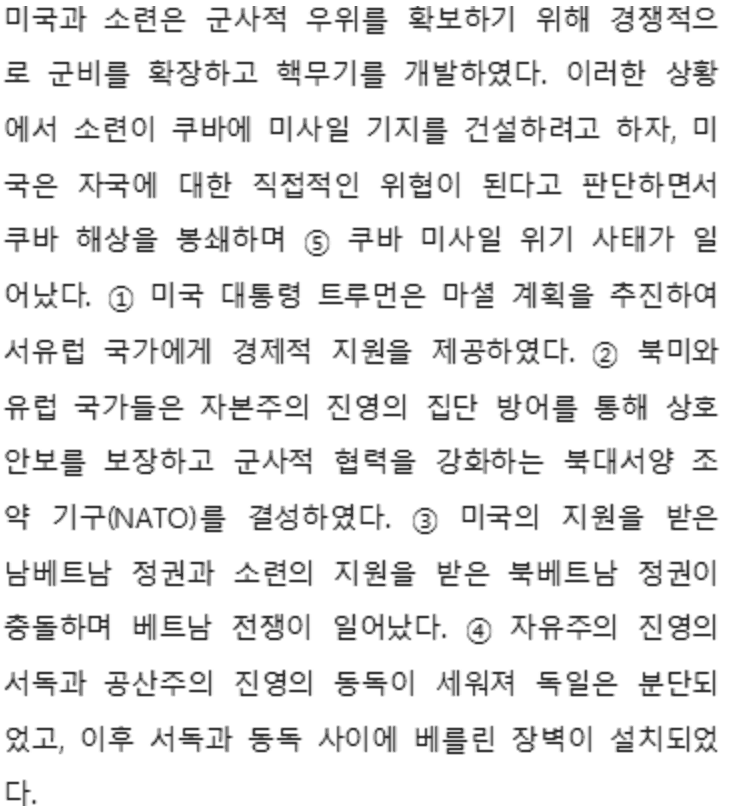 미국과 소련은 군사적 우위를 확보하기 위해 경쟁적으
로 군비를 확장하고 핵무기를 개발하였다. 이러한 상황
에서 소련이 쿠바에 미사일 기지를 건설하려고 하자, 미
국은 자국에 대한 직접적인 위협이 된다고 판단하면서
쿠바 해상을 봉쇄하며 ⑤ 쿠바 미사일 위기 사태가 일
어났다. ① 미국 대통령 트루먼은 마셜 계획을 추진하여
서유럽 국가에게 경제적 지원을 제공하였다. ② 북미와
유럽 국가들은 자본주의 진영의 집단 방어를 통해 상호
안보를 보장하고 군사적 협력을 강화하는 북대서양 조
약 기구(NATO)를 결성하였다. ③ 미국의 지원을 받은
남베트남 정권과 소련의 지원을 받은 북베트남 정권이
충돌하며 베트남 전쟁이 일어났다. ④ 자유주의 진영의
서독과 공산주의 진영의 동독이 세워져 독일은 분단되
었고, 이후 서독과 동독 사이에 베를린 장벽이 설치되었
다.